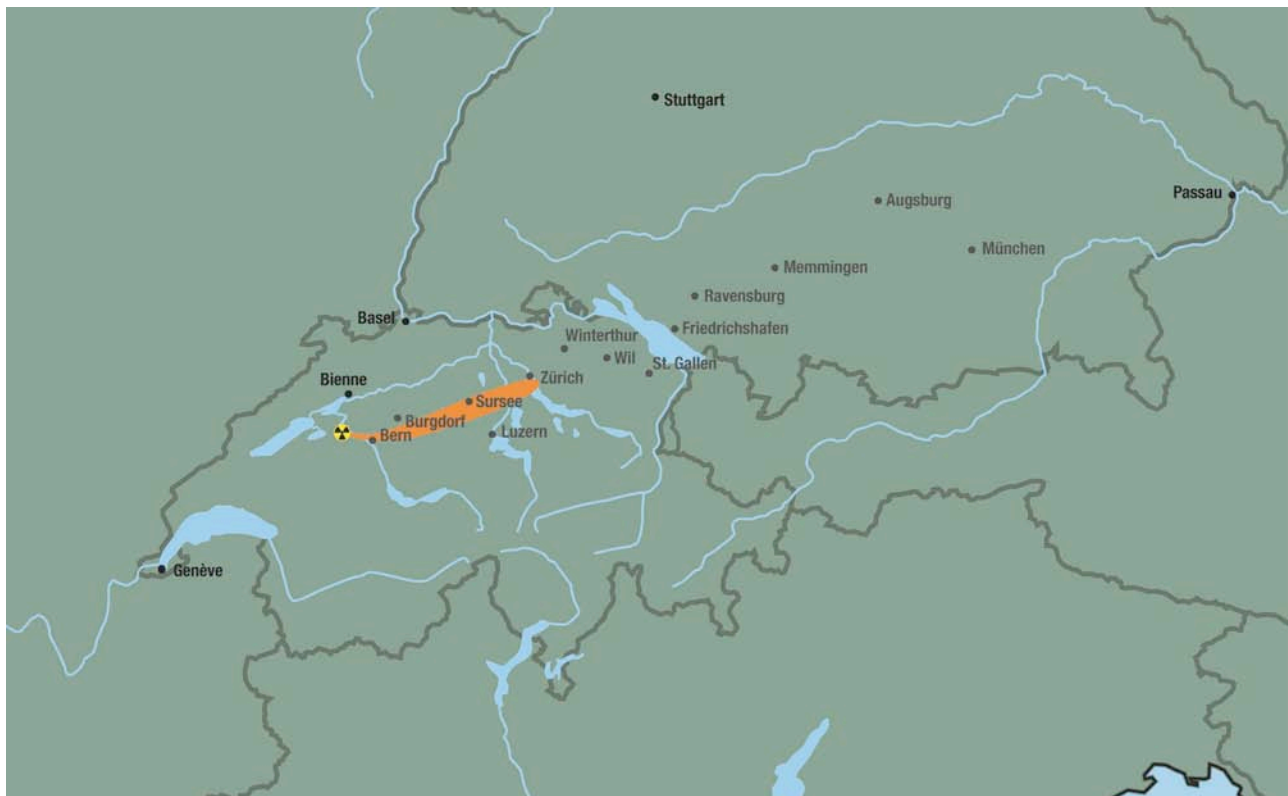 Stuttgart
Passau
Augsburg
München
Memmingen
Ravensburg
Basel
Friedrichshafen
Winterthur
Wil
St. Gallen
Bienne
Zürich
Sursee
Burgdorf
Bern
Luzern
Genève